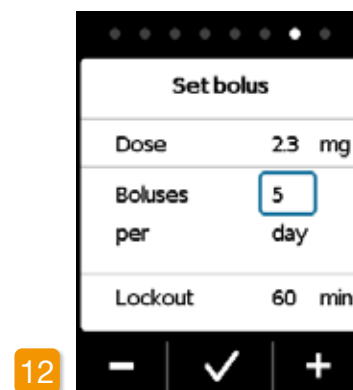 Set bolus
Dose 2.3 mg
Boluses 5
per day
Lockout 60 min
12 - ✓ +